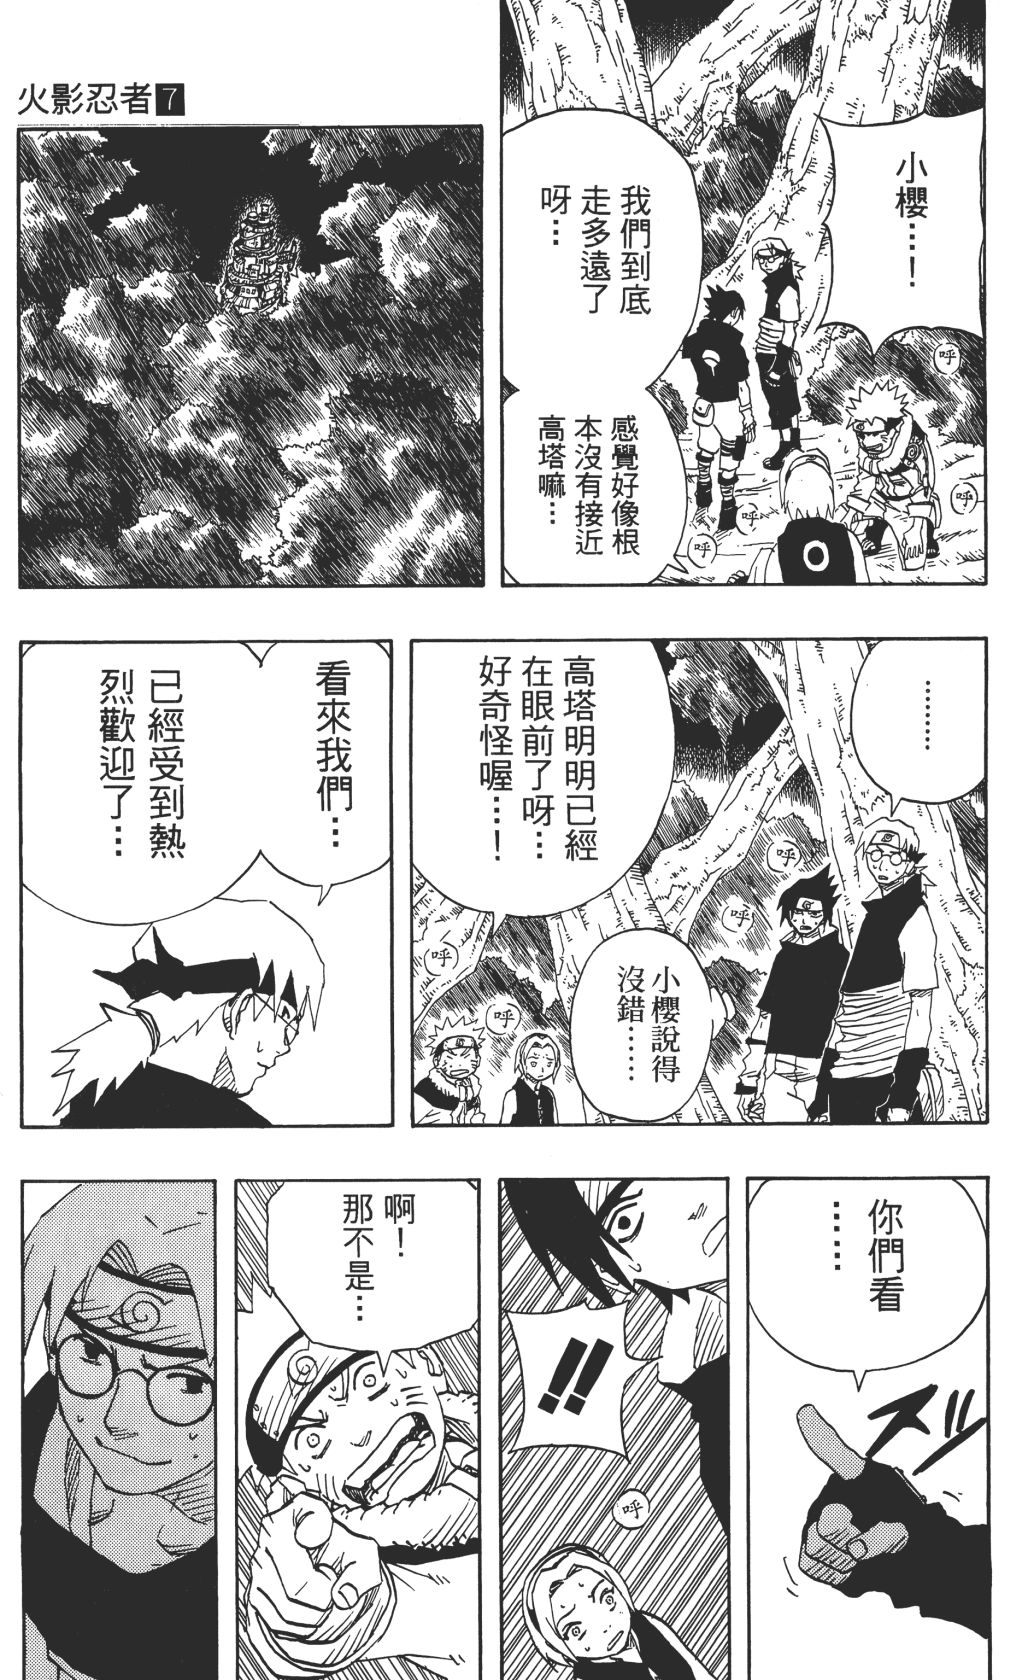 火影忍者7
小櫻⋯!
我們到底
走多遠了
呀⋯
感覺好像根
本沒有接近
高塔嘛⋯
呼
呼
呼
呼
⋯⋯⋯
高塔明明已經
在眼前了呀⋯
好奇怪喔⋯!
小櫻說得
沒錯⋯⋯
呼
呼
呼
呼
看來我們⋯
已經受到熱
烈歡迎了⋯
你們看
⋯⋯
ズッ
!!
呼
啊!
那不是⋯